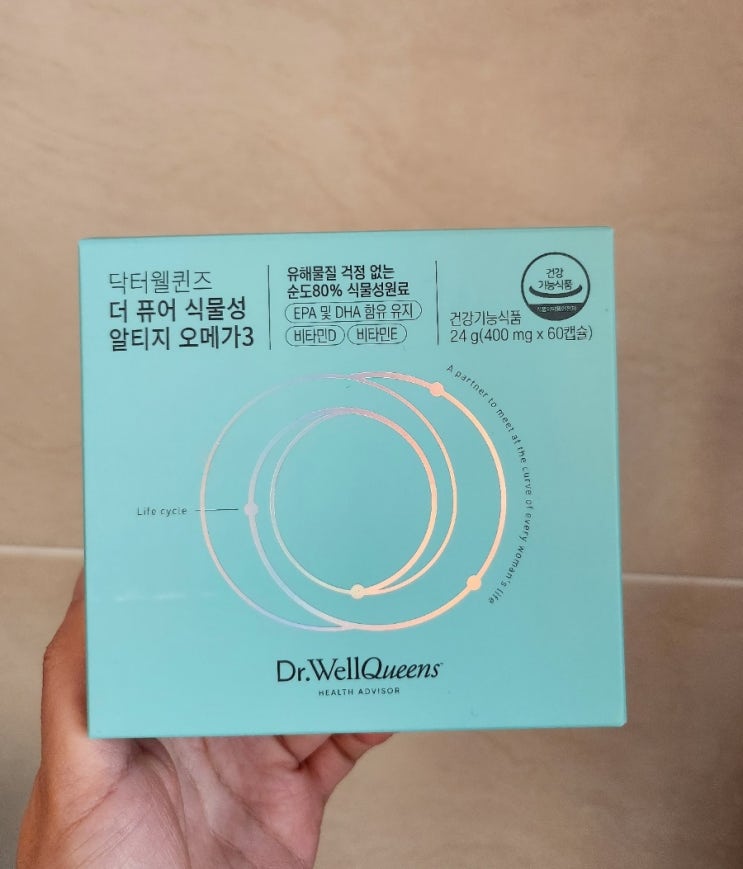 닥터웰퀸즈
더 퓨어 식물성
알티지 오메가3
유해물질 걱정 없는
순도80% 식물성원료
EPA 및 DHA 함유 유지
비타민D 비타민E
건강
기능식품
건강기능식품
24 g(400 mg x 60캡슐)
A partner to meet at the curve of every woman's life
Life cycle
Dr.WellQueens
HEALTH ADVISOR